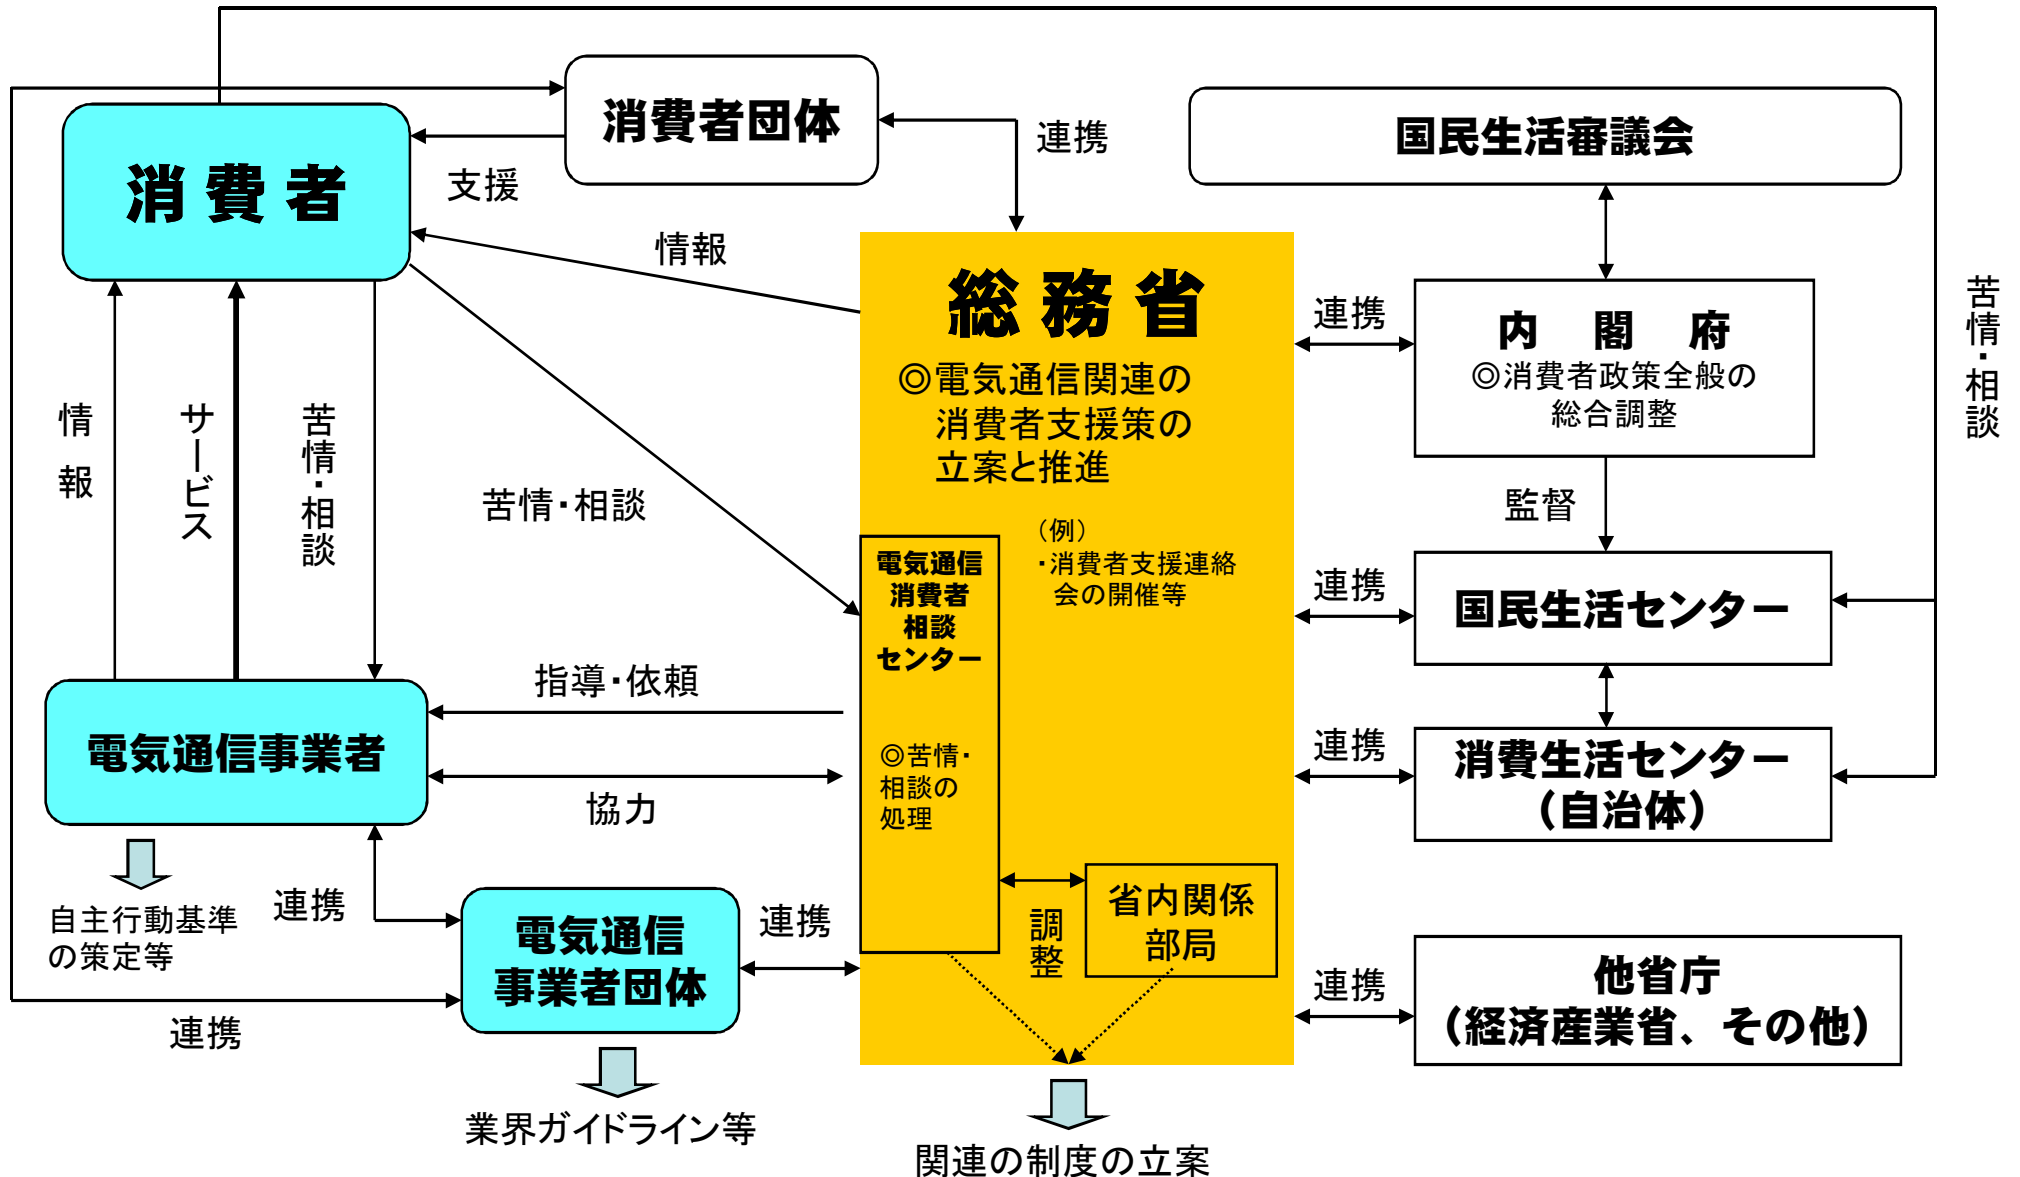 消費者団体
連携
国民生活審議会
消費者
支援
情報
総務省
◎電気通信関連の
消費者支援策の
立案と推進
(例)
・消費者支援連絡
会の開催等
連携
内閣府
◎消費者政策全般の
総合調整
苦情・相談
監督
情報
サービス
苦情・相談
苦情・相談
電気通信
消費者
相談
センター
◎苦情・
相談の
処理
連携
国民生活センター
指導・依頼
電気通信事業者
協力
連携
消費生活センター
(自治体)
自主行動基準
の策定等
連携
電気通信
事業者団体
連携
調整
省内関係
部局
連携
他省庁
(経済産業省、その他)
連携
業界ガイドライン等
関連の制度の立案